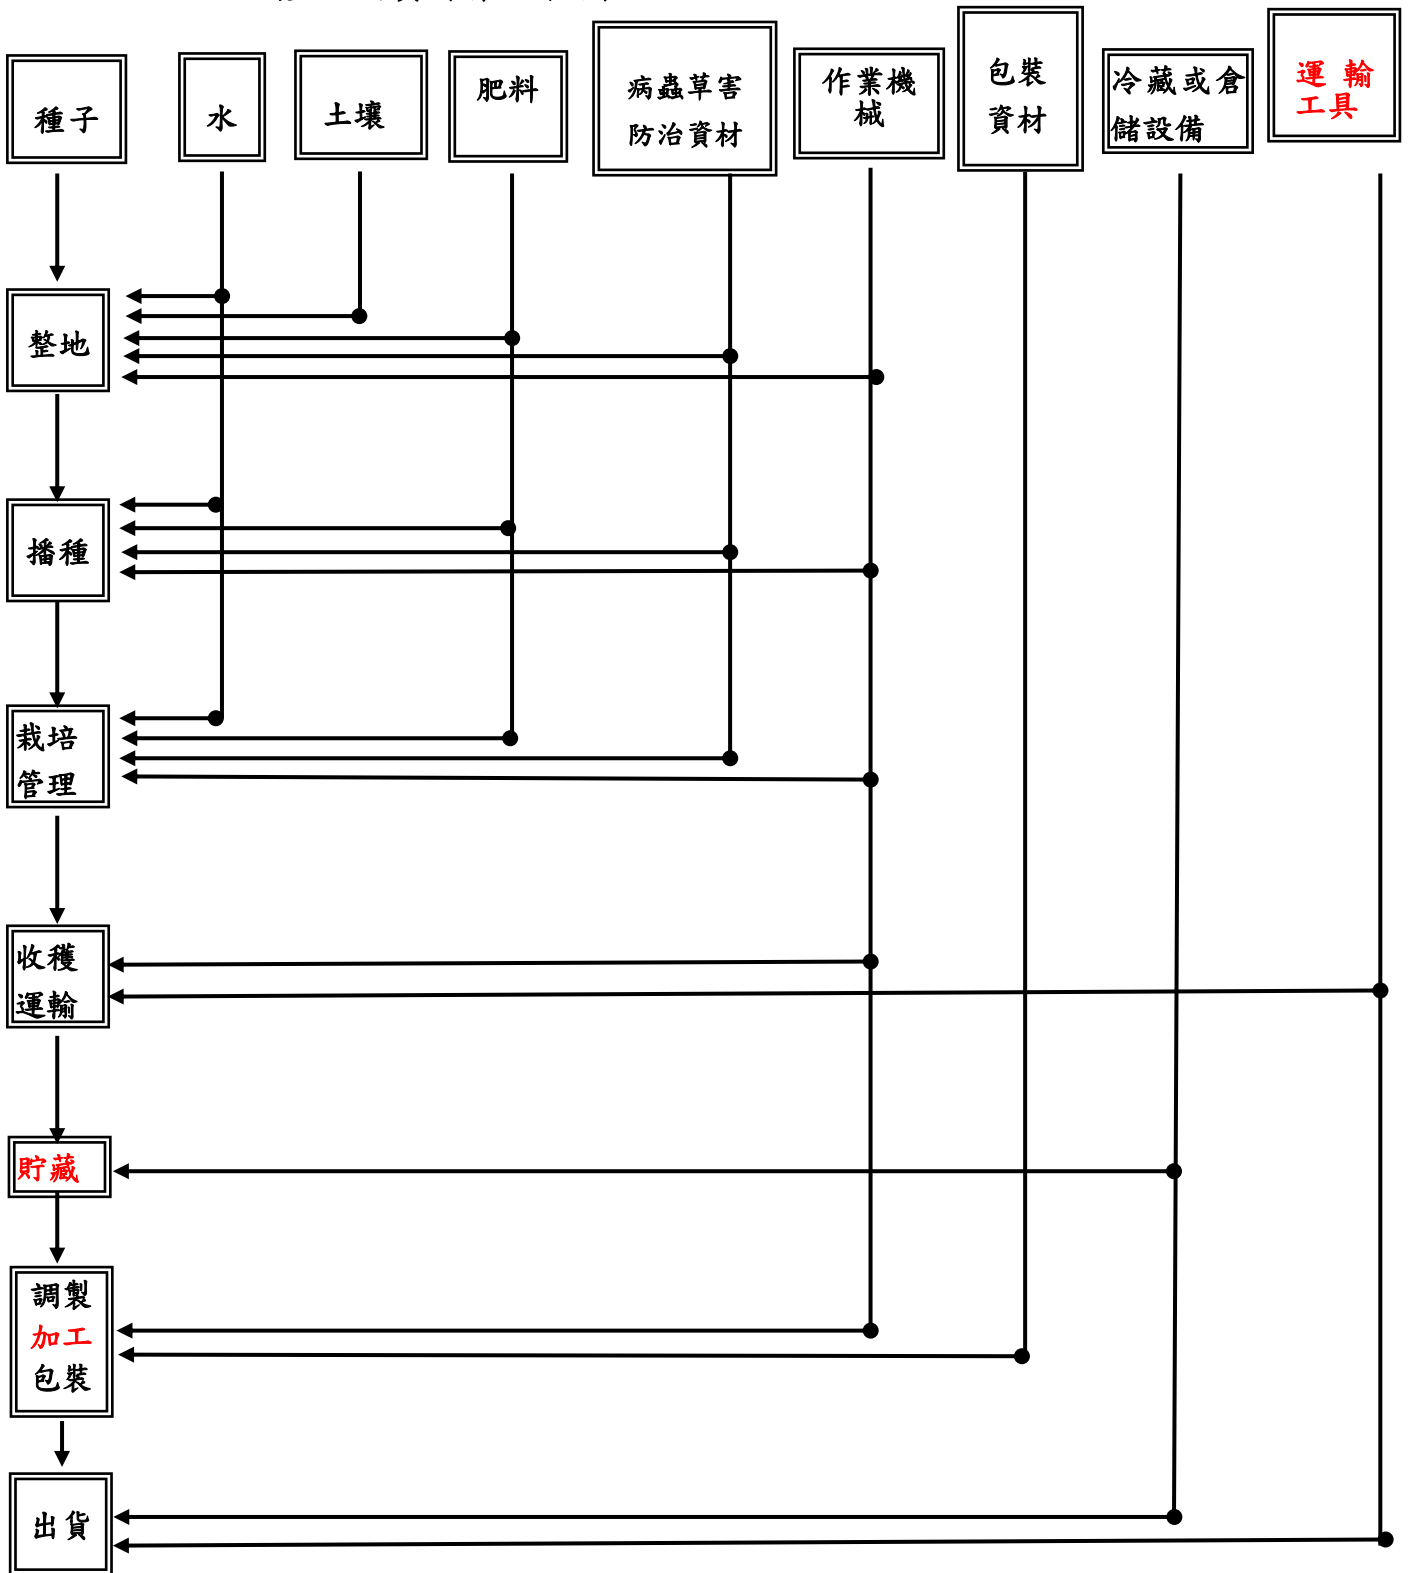 種子
水
土壤
肥料
病蟲草害
防治資材
作業機
械
包裝
資材
冷藏或倉
儲設備
運輸
工具
整地
播種
栽培
管理
收穫
運輸
貯藏
調製
加工
包裝
出貨